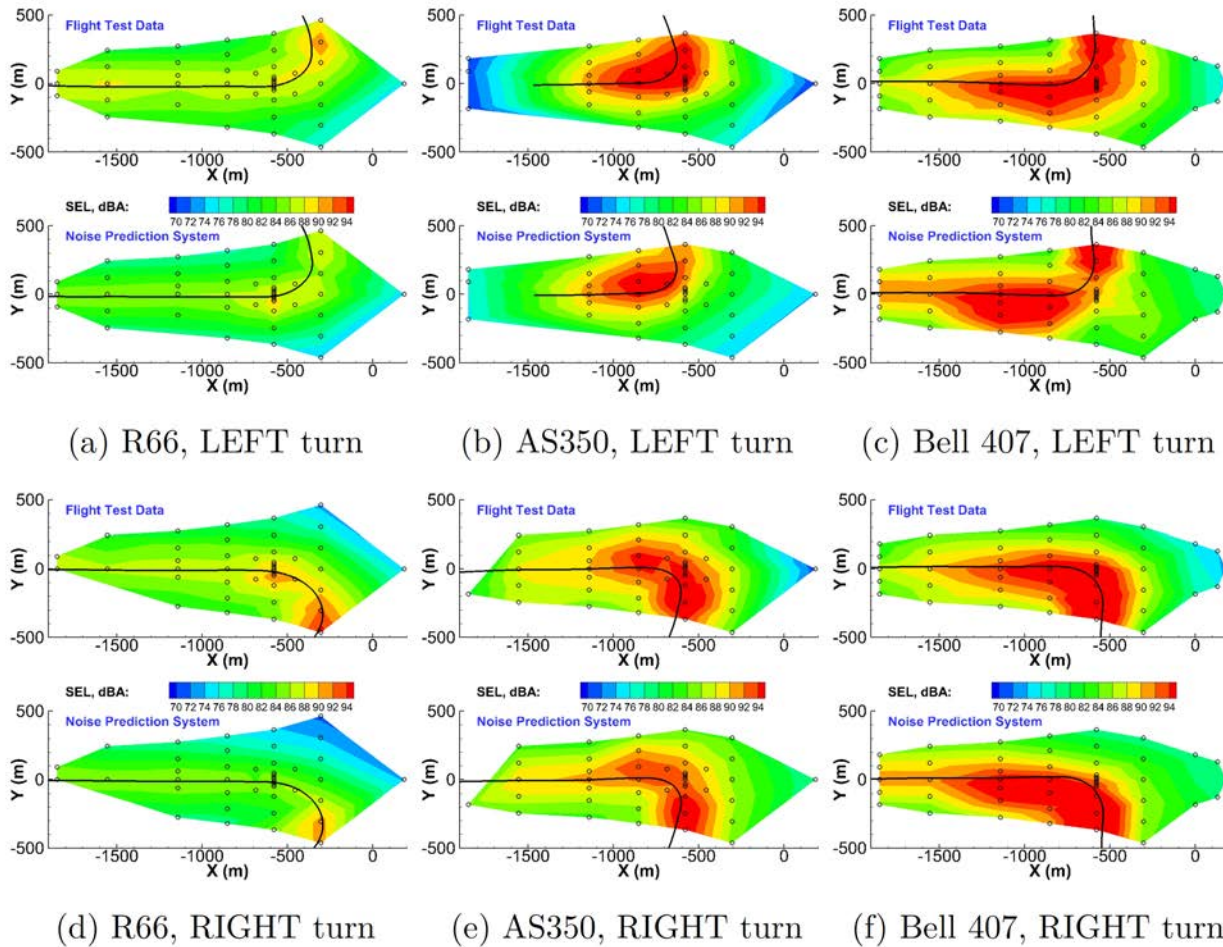 500
Flight Test Data
Y (m)
0
-500
-1500 -1000 -500 0
X (m)
SEL, dBA:
70 72 74 76 78 80 82 84 86 88 90 92 94
500
Noise Prediction System
Y (m)
0
-500
-1500 -1000 -500 0
X (m)
(a) R66, LEFT turn
500
Flight Test Data
Y (m)
0
-500
-1500 -1000 -500 0
X (m)
SEL, dBA:
70 72 74 76 78 80 82 84 86 88 90 92 94
500
Noise Prediction System
Y (m)
0
-500
-1500 -1000 -500 0
X (m)
(b) AS350, LEFT turn
500
Flight Test Data
Y (m)
0
-500
-1500 -1000 -500 0
X (m)
SEL, dBA:
70 72 74 76 78 80 82 84 86 88 90 92 94
500
Noise Prediction System
Y (m)
0
-500
-1500 -1000 -500 0
X (m)
(c) Bell 407, LEFT turn
500
Flight Test Data
Y (m)
0
-500
-1500 -1000 -500 0
X (m)
SEL, dBA:
70 72 74 76 78 80 82 84 86 88 90 92 94
500
Noise Prediction System
Y (m)
0
-500
-1500 -1000 -500 0
X (m)
(d) R66, RIGHT turn
500
Flight Test Data
Y (m)
0
-500
-1500 -1000 -500 0
X (m)
SEL, dBA:
70 72 74 76 78 80 82 84 86 88 90 92 94
500
Noise Prediction System
Y (m)
0
-500
-1500 -1000 -500 0
X (m)
(e) AS350, RIGHT turn
500
Flight Test Data
Y (m)
0
-500
-1500 -1000 -500 0
X (m)
SEL, dBA:
70 72 74 76 78 80 82 84 86 88 90 92 94
500
Noise Prediction System
Y (m)
0
-500
-1500 -1000 -500 0
X (m)
(f) Bell 407, RIGHT turn